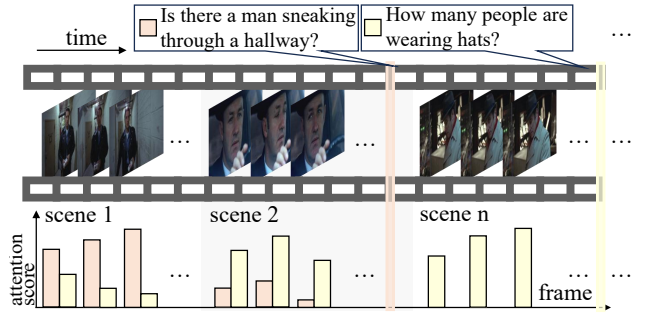 Is there a man sneaking
through a hallway?
How many people are
wearing hats?
...
time
... ... ... ...
scene 1
scene 2
scene n
attention
score
... ... ... ...
frame